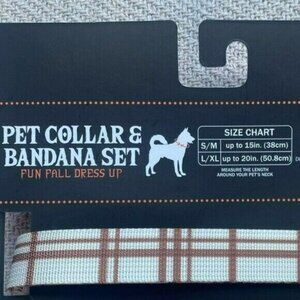 PET COLLAR &
BANDANA SET
FUN FALL DRESS UP
SIZE CHART
S/M up to 15in. (38cm)
L/XL up to 20in. (50.8cm)
MEASURE THE LENGTH
AROUND YOUR PET'S NECK